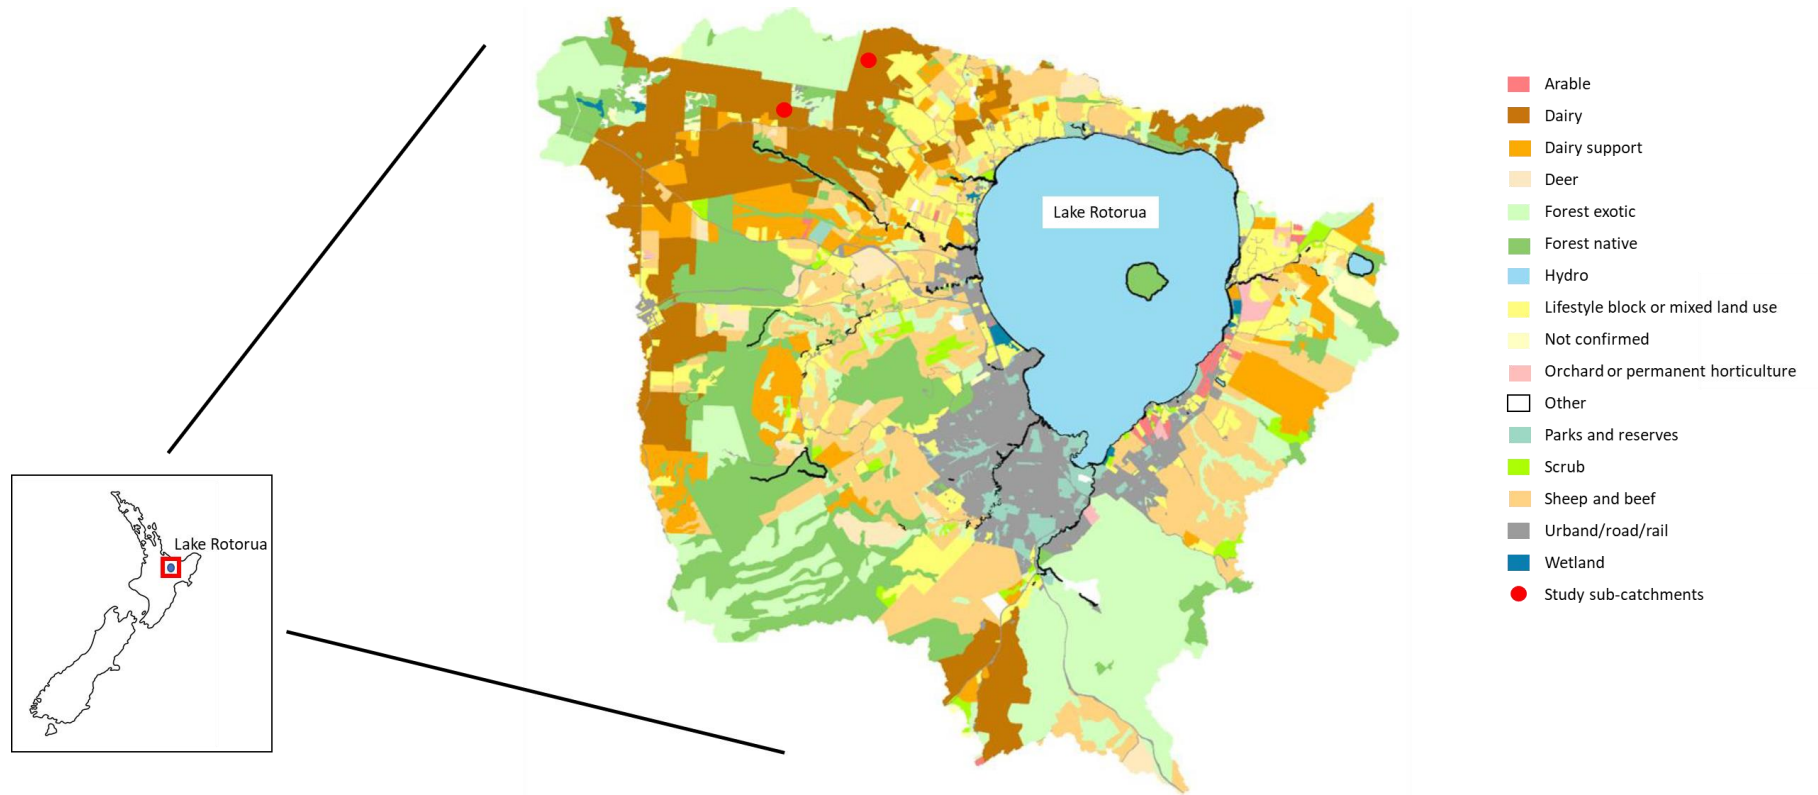 Lake Rotorua
Lake Rotorua
Arable
Dairy
Dairy support
Deer
Forest exotic
Forest native
Hydro
Lifestyle block or mixed land use
Not confirmed
Orchard or permanent horticulture
Other
Parks and reserves
Scrub
Sheep and beef
Urband/road/rail
Wetland
Study sub-catchments